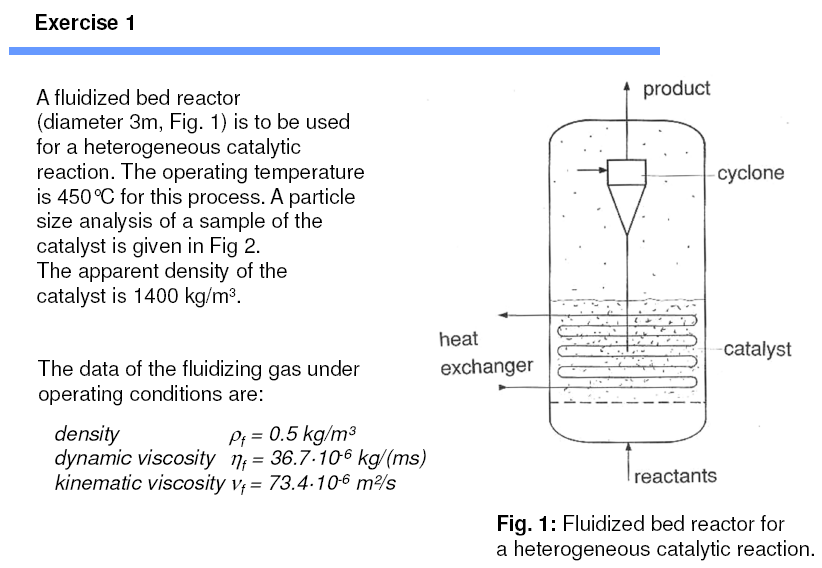 Exercise 1
A fluidized bed reactor
(diameter 3m, Fig. 1) is to be used
for a heterogeneous catalytic
reaction. The operating temperature
is 450°C for this process. A particle
size analysis of a sample of the
catalyst is given in Fig 2.
The apparent density of the
catalyst is 1400 kg/m³.
The data of the fluidizing gas under
operating conditions are:
density ρf = 0.5 kg/m³
dynamic viscosity ηf = 36.7·10-6 kg/(ms)
kinematic viscosity νf = 73.4·10-6 m²/s
product
cyclone
heat
exchanger
catalyst
reactants
Fig. 1: Fluidized bed reactor for
a heterogeneous catalytic reaction.